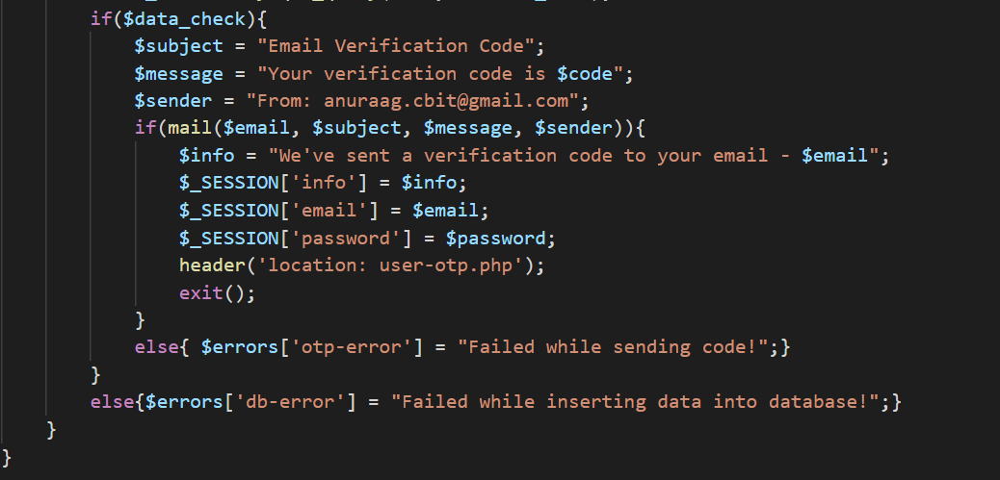 if($data_check){
$subject = "Email Verification Code";
$message = "Your verification code is $code";
$sender = "From: anuraag.cbit@gmail.com";
if(mail($email, $subject, $message, $sender)){
$info = "We've sent a verification code to your email - $email";
$_SESSION['info'] = $info;
$_SESSION['email'] = $email;
$_SESSION['password'] = $password;
header('location: user-otp.php');
exit();
}
else{ $errors['otp-error'] = "Failed while sending code!";}
}
else{$errors['db-error'] = "Failed while inserting data into database!";}
}
}